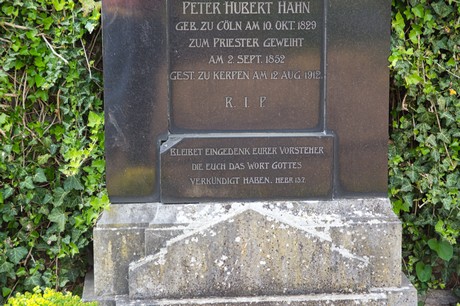 PETER HUBERT HAHN
GEB. ZU CÖLN AM 10. OKT. 1829
ZUM PRIESTER GEWEIHT
AM 2. SEPT. 1852
GEST. ZU KERPEN AM 12. AUG. 1912.
R. I. P.
BLEIBET EINGEDENK EURER VORSTEHER
DIE EUCH DAS WORT GOTTES
VERKÜNDIGT HABEN. HEBR 13.7